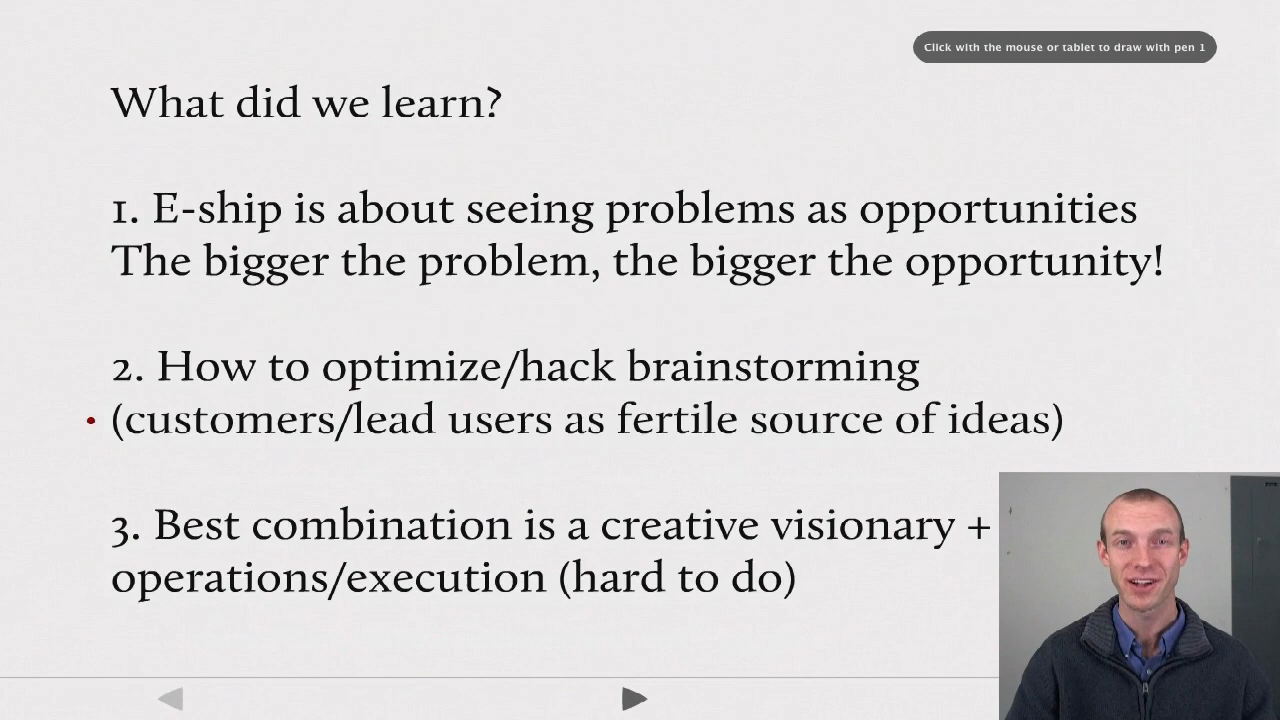 Click with the mouse or tablet to draw with pen 1
What did we learn?
1. E-ship is about seeing problems as opportunities
The bigger the problem, the bigger the opportunity!
2. How to optimize/hack brainstorming
(customers/lead users as fertile source of ideas)
3. Best combination is a creative visionary +
operations/execution (hard to do)